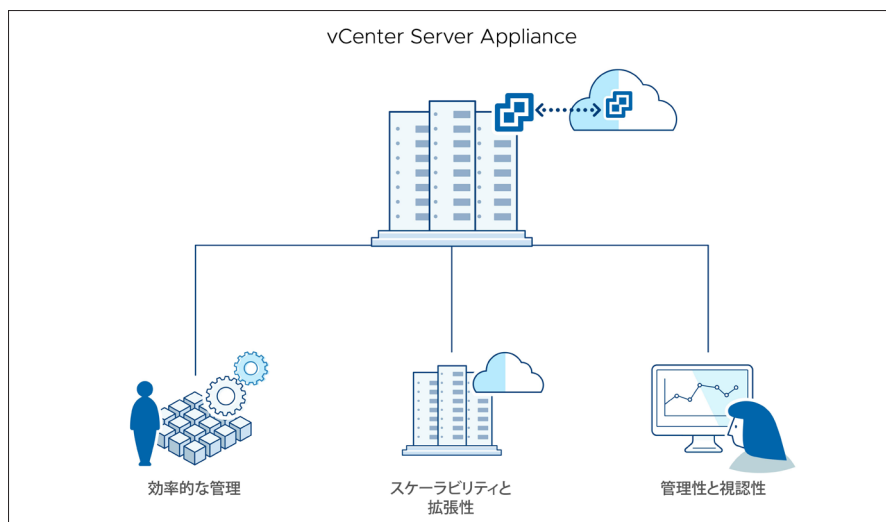 vCenter Server Appliance
効率的な管理
スケーラビリティと
拡張性
管理性と視認性